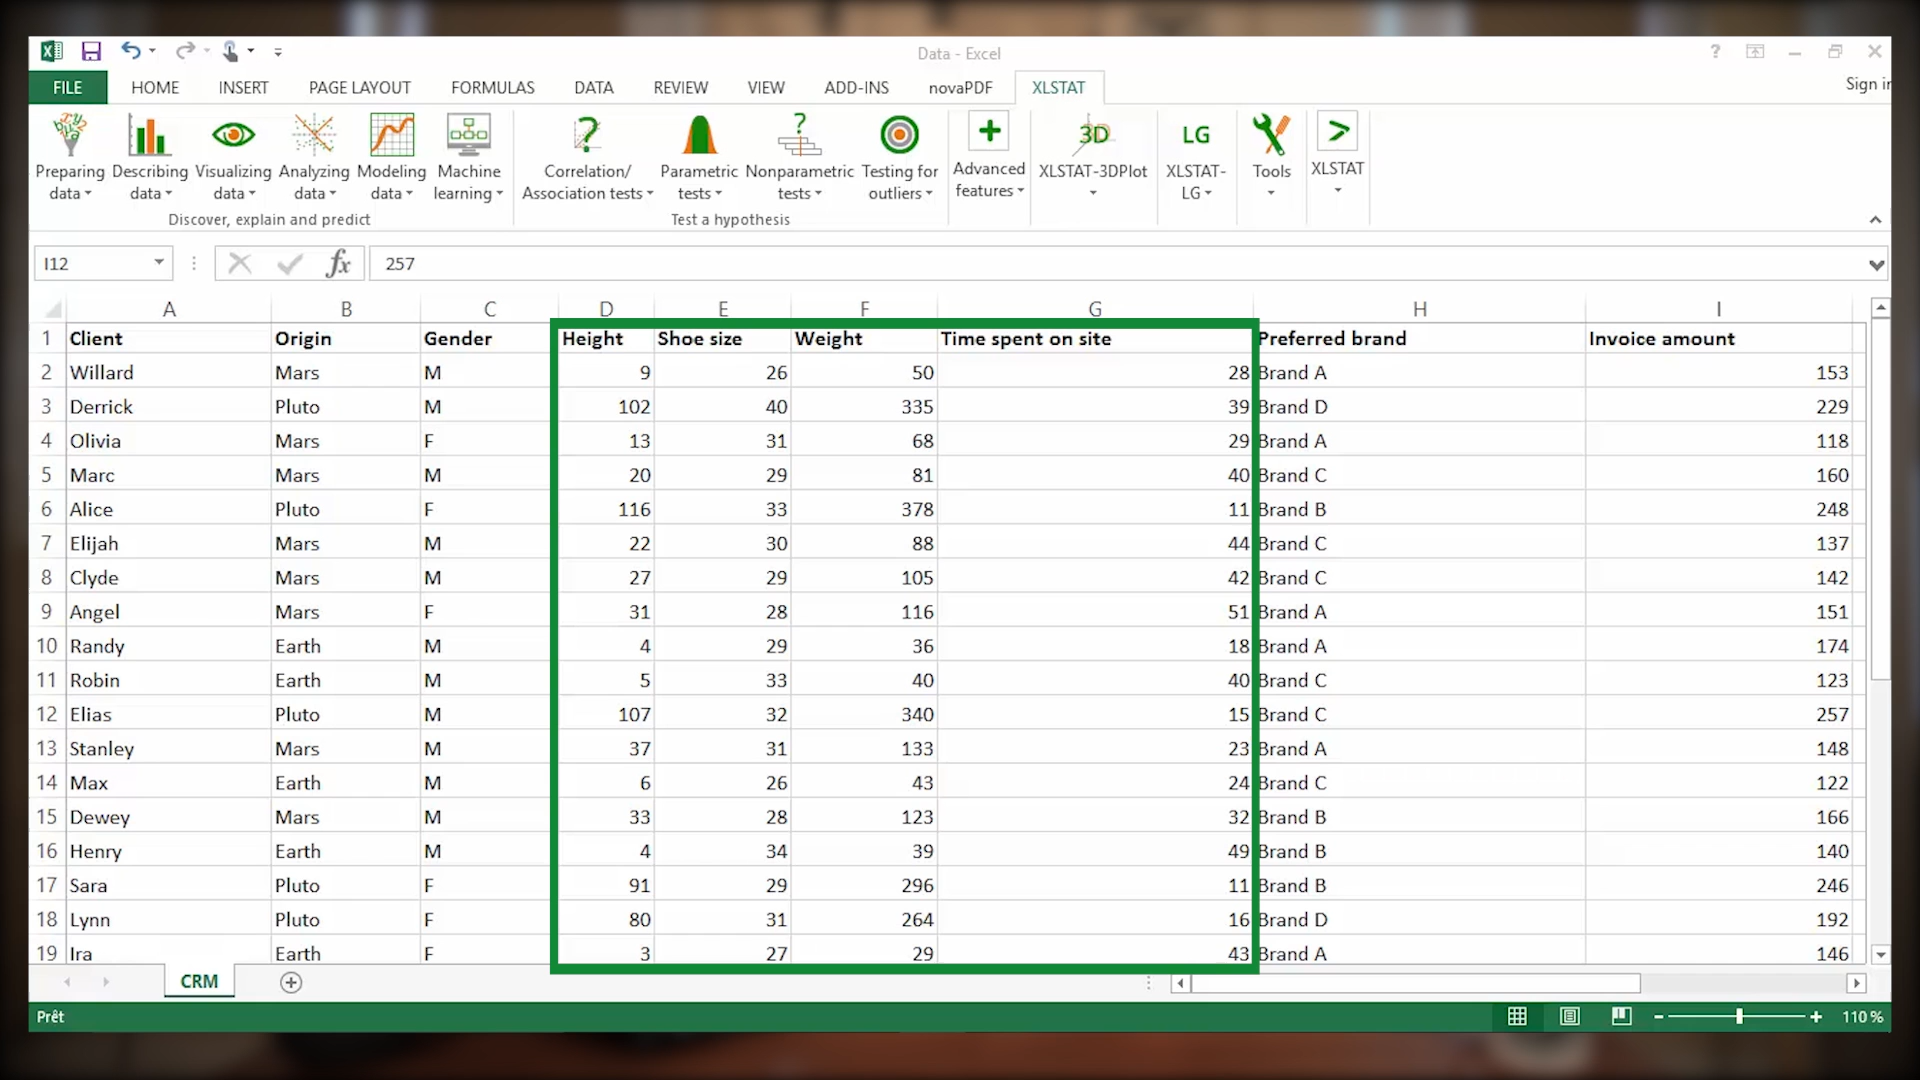 Data - Excel
?
FILE HOME INSERT PAGE LAYOUT FORMULAS DATA REVIEW VIEW ADD-INS novaPDF XLSTAT Sign in
Preparing data Describing data Visualizing data Analyzing data Modeling data Machine learning Correlation/ Association tests Parametric tests Nonparametric tests Testing for outliers Advanced features 3D XLSTAT-3DPlot LG XLSTAT-LG Tools XLSTAT
Discover, explain and predict Test a hypothesis
I12 fx 257
A B C D E F G H I
1 Client Origin Gender Height Shoe size Weight Time spent on site Preferred brand Invoice amount
2 Willard Mars M 9 26 50 28 Brand A 153
3 Derrick Pluto M 102 40 335 39 Brand D 229
4 Olivia Mars F 13 31 68 29 Brand A 118
5 Marc Mars M 20 29 81 40 Brand C 160
6 Alice Pluto F 116 33 378 11 Brand B 248
7 Elijah Mars M 22 30 88 44 Brand C 137
8 Clyde Mars M 27 29 105 42 Brand C 142
9 Angel Mars F 31 28 116 51 Brand A 151
10 Randy Earth M 4 29 36 18 Brand A 174
11 Robin Earth M 5 33 40 40 Brand C 123
12 Elias Pluto M 107 32 340 15 Brand C 257
13 Stanley Mars M 37 31 133 23 Brand A 148
14 Max Earth M 6 26 43 24 Brand C 122
15 Dewey Mars M 33 28 123 32 Brand B 166
16 Henry Earth M 4 34 39 49 Brand B 140
17 Sara Pluto F 91 29 296 11 Brand B 246
18 Lynn Pluto F 80 31 264 16 Brand D 192
19 Ira Earth F 3 27 29 43 Brand A 146
CRM
Prêt 110 %